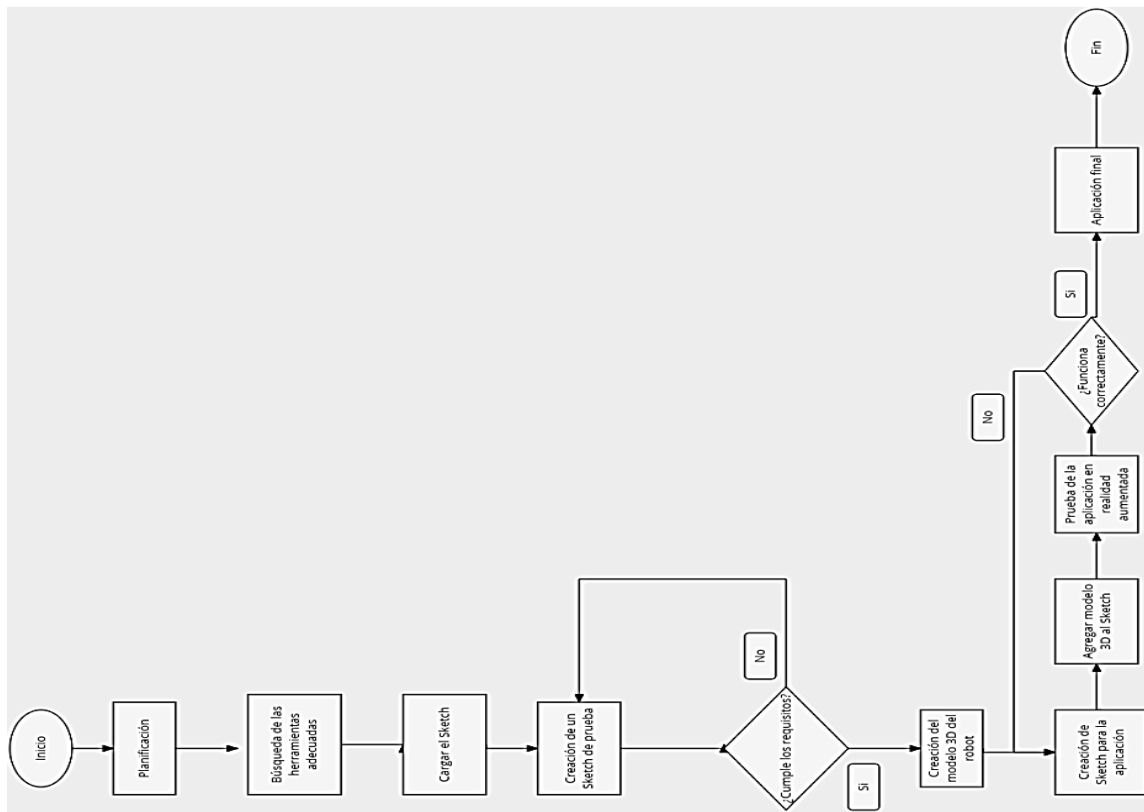 Inicio
Planificación
Búsqueda de las
herramientas
adecuadas
Cargar el Sketch
Creación de un
Sketch de prueba
¿Cumple los requisitos?
No
Si
Creación del
modelo 3D del
robot
Creación de
Sketch para la
aplicación
Agregar modelo
3D al Sketch
Prueba de la
aplicación en
realidad
aumentada
¿Funciona
correctamente?
No
Si
Aplicación final
Fin